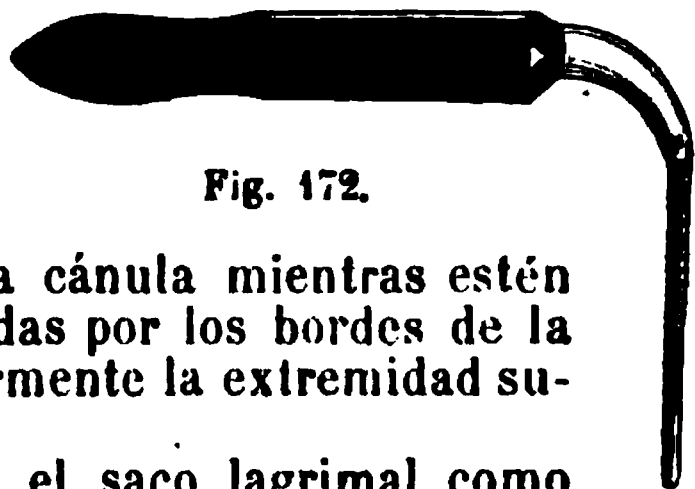 Fig. 172.
a cánula mientras estén
das por los bordes de la
rmente la extremidad su-
el saco lagrimal como